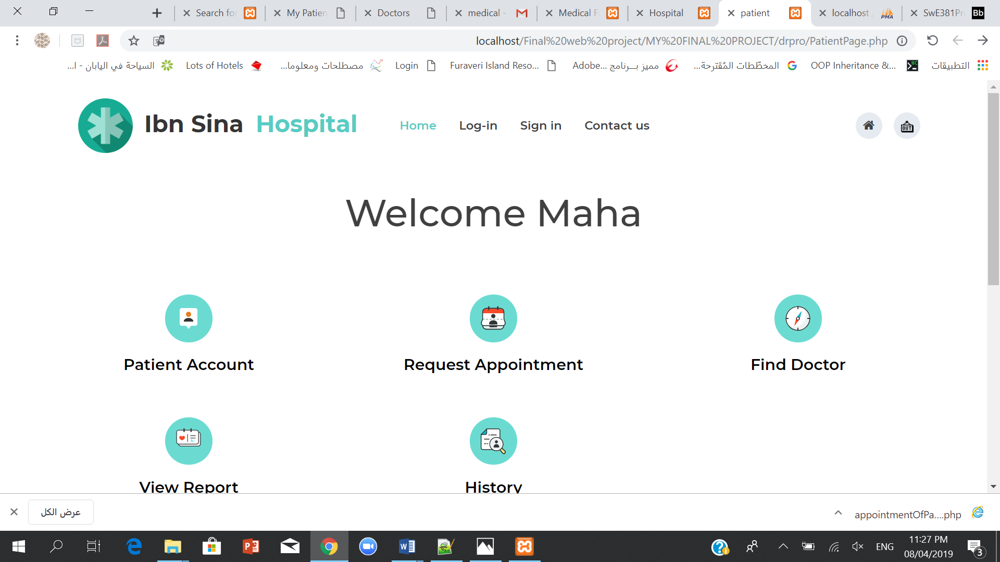 Search fo
My Patien
Doctors
medical -
Medical F
Hospital
patient
localhost /
PMA
SwE381Pr
Bb
localhost/Final%20web%20project/MY%20FINAL%20PROJECT/drpro/PatientPage.php
السياحة في اليابان - ا...
Lots of Hotels
مصطلحات ومعلوما...
Login
Furaveri Island Reso...
مميز بـــرنامج ...Adobe
المخطّطات المُقترحة...
OOP Inheritance &...
HC
التطبيقات
Ibn Sina Hospital
Home
Log-in
Sign in
Contact us
OUT
Welcome Maha
Patient Account
Request Appointment
Find Doctor
View Report
History
عرض الكل
appointmentOfPa....php
ENG
11:27 PM
08/04/2019
3